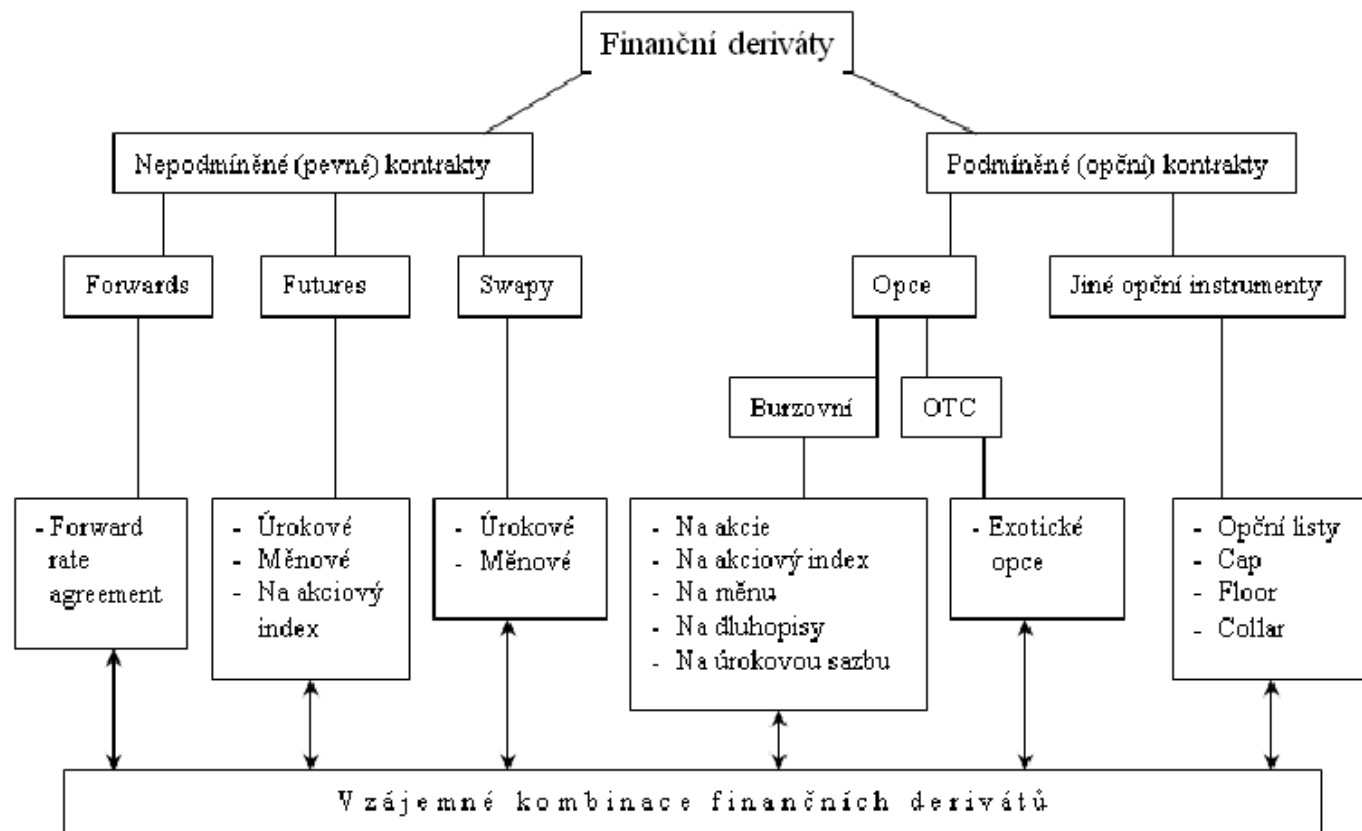 Finanční deriváty
Nepodmíněné (pevné) kontrakty
Podmíněné (opční) kontrakty
Forwards
Futures
Swapy
Opce
Jiné opční instrumenty
Burzovní
OTC
- Forward
rate
agreement
- Úrokové
- Měnové
- Na akciový
index
- Úrokové
- Měnové
- Na akcie
- Na akciový index
- Na měnu
- Na dluhopisy
- Na úrokovou sazbu
- Exotické
opce
- Opční listy
- Cap
- Floor
- Collar
Vzájemné kombinace finančních derivátů